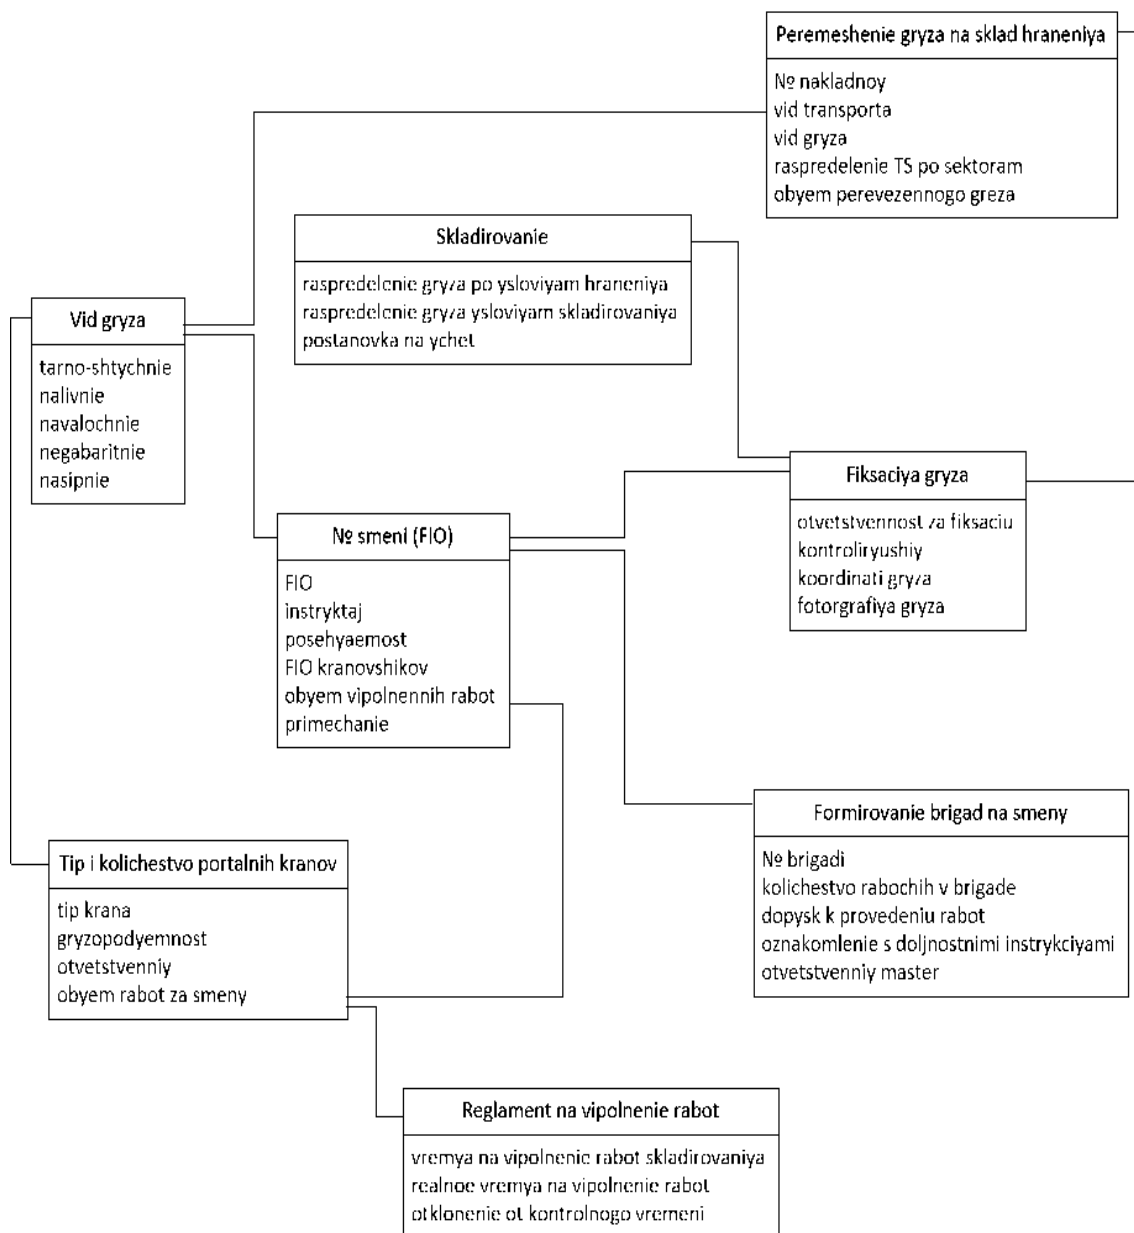 Peremeshenie gryza na sklad hraneniya
№ nakladnoy
vid transporta
vid gryza
raspredelenie TS po sektoram
obyem perevezennogo greza
Skladirovanie
raspredelenie gryza po ysloviyam hraneniya
raspredelenie gryza ysloviyam skladirovaniya
postanovka na ychet
Vid gryza
tarno-shtychnie
nalivnie
navalochnie
negabaritnie
nasipnie
Fiksaciya gryza
otvetstvennost za fiksaciu
kontroliryushiy
koordinati gryza
fotorgrafiya gryza
№ smeni (FIO)
FIO
instryktaj
posehyaemost
FIO kranovshikov
obyem vipolnennih rabot
primechanie
Formirovanie brigad na smeny
№ brigadi
kolichestvo rabochih v brigade
dopysk k provedeniu rabot
oznakomlenie s doljnostnimi instrykciyami
otvetstvenniy master
Tip i kolichestvo portalnih kranov
tip krana
gryzopodyemnost
otvetstvenniy
obyem rabot za smeny
Reglament na vipolnenie rabot
vremya na vipolnenie rabot skladirovaniya
realnoe vremya na vipolnenie rabot
otklonenie ot kontrolnogo vremeni